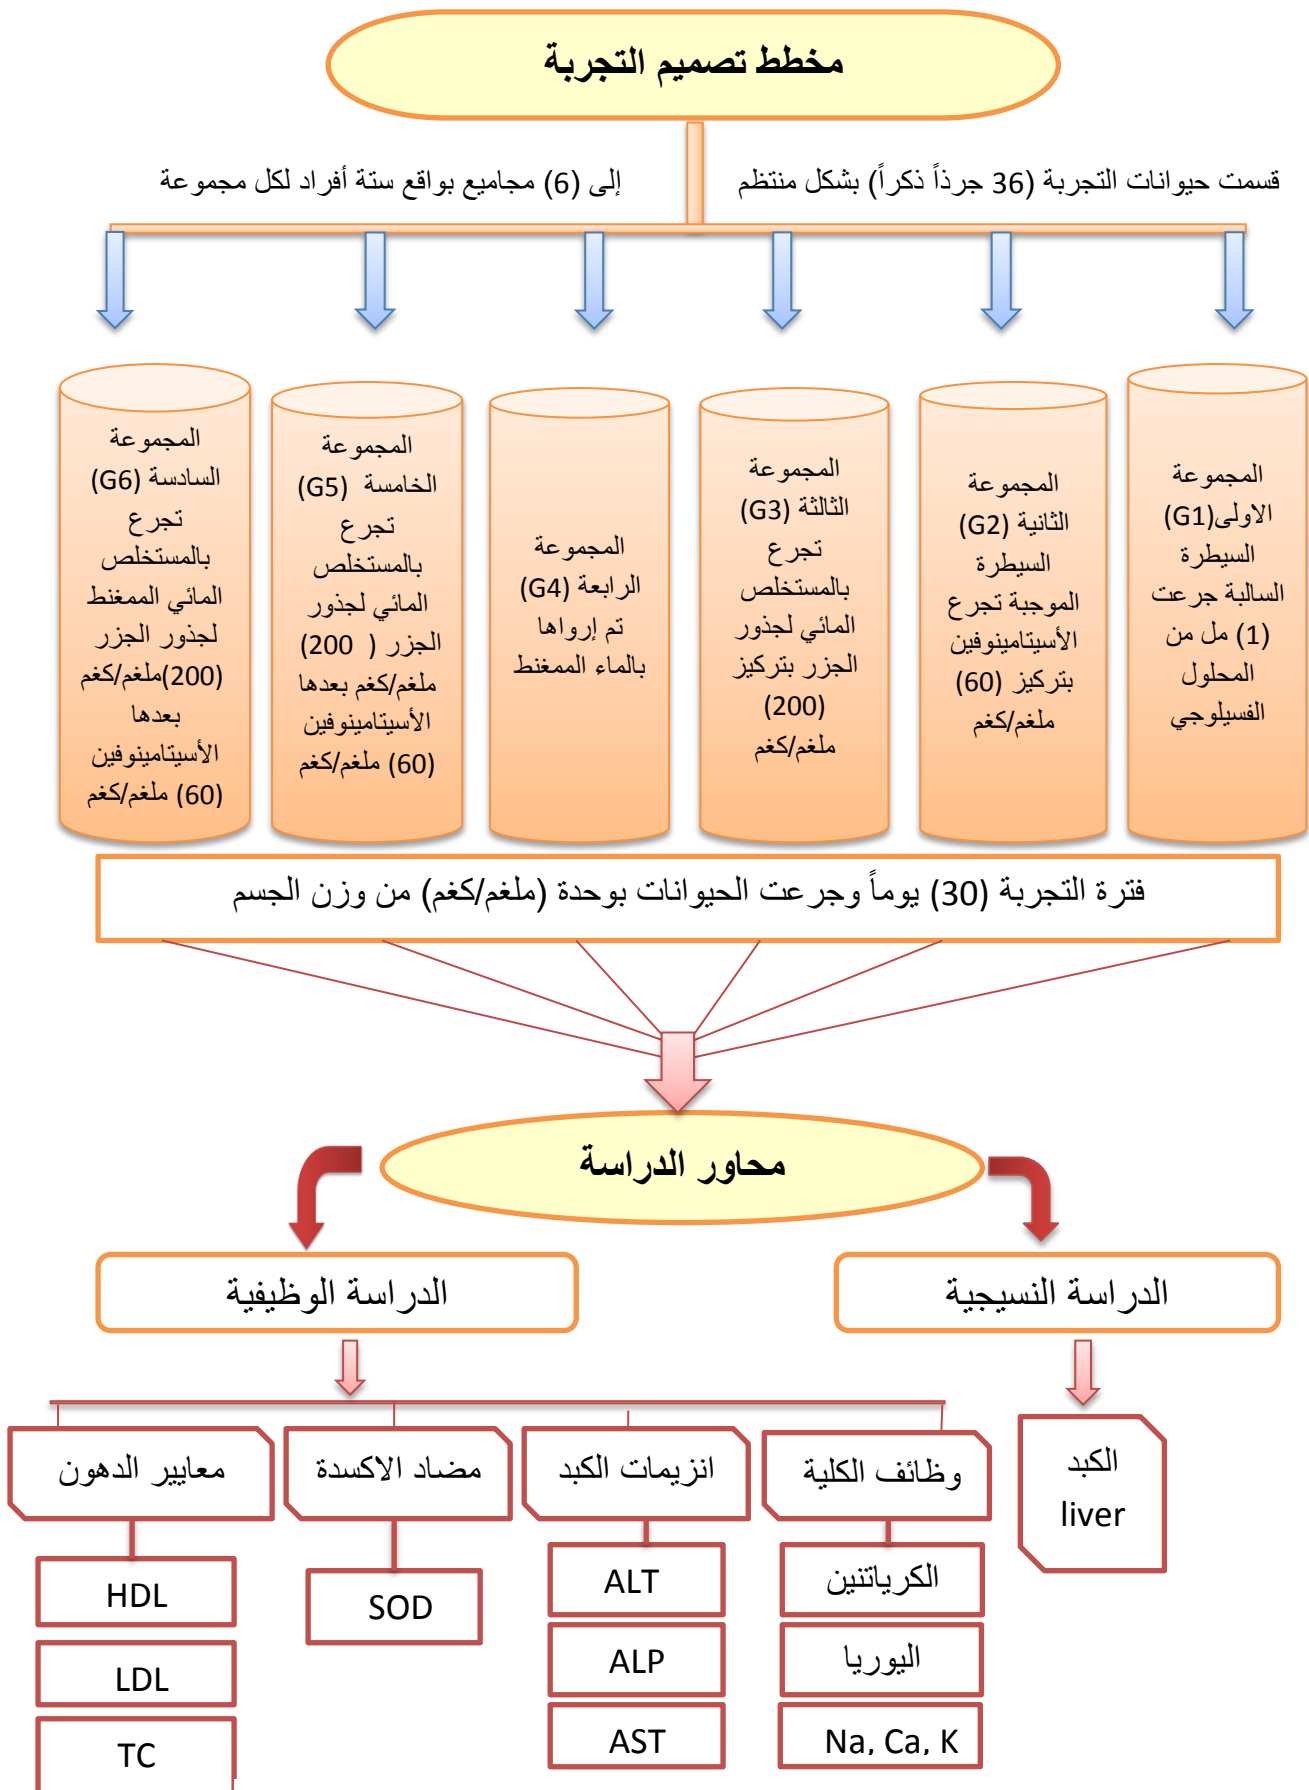 مخطط تصميم التجربة
قسمت حيوانات التجربة (36 جرذاً ذكراً) بشكل منتظم
إلى (6) مجاميع بواقع ستة أفراد لكل مجموعة
المجموعة
الاولى(G1)
السيطرة
السالبة جرعت
(1) مل من
المحلول
الفسيلوجي
المجموعة
الثانية (G2)
السيطرة
الموجبة تجرع
الأسيتامينوفين
بتركيز (60)
ملغم/كغم
المجموعة
الثالثة (G3)
تجرع
بالمستخلص
المائي لجذور
الجزر بتركيز
(200)
ملغم/كغم
المجموعة
الرابعة (G4)
تم إرواها
بالماء الممغنط
المجموعة
الخامسة (G5)
تجرع
بالمستخلص
المائي لجذور
الجزر ( 200)
ملغم/كغم بعدها
الأسيتامينوفين
(60) ملغم/كغم
المجموعة
السادسة (G6)
تجرع
بالمستخلص
المائي الممغنط
لجذور الجزر
(200)ملغم/كغم
بعدها
الأسيتامينوفين
(60) ملغم/كغم
فترة التجربة (30) يوماً وجرعت الحيوانات بوحدة (ملغم/كغم) من وزن الجسم
محاور الدراسة
الدراسة النسيجية
الدراسة الوظيفية
الكبد
liver
وظائف الكلية
الكرياتنين
اليوريا
Na, Ca, K
انزيمات الكبد
ALT
ALP
AST
مضاد الاكسدة
SOD
معايير الدهون
HDL
LDL
TC